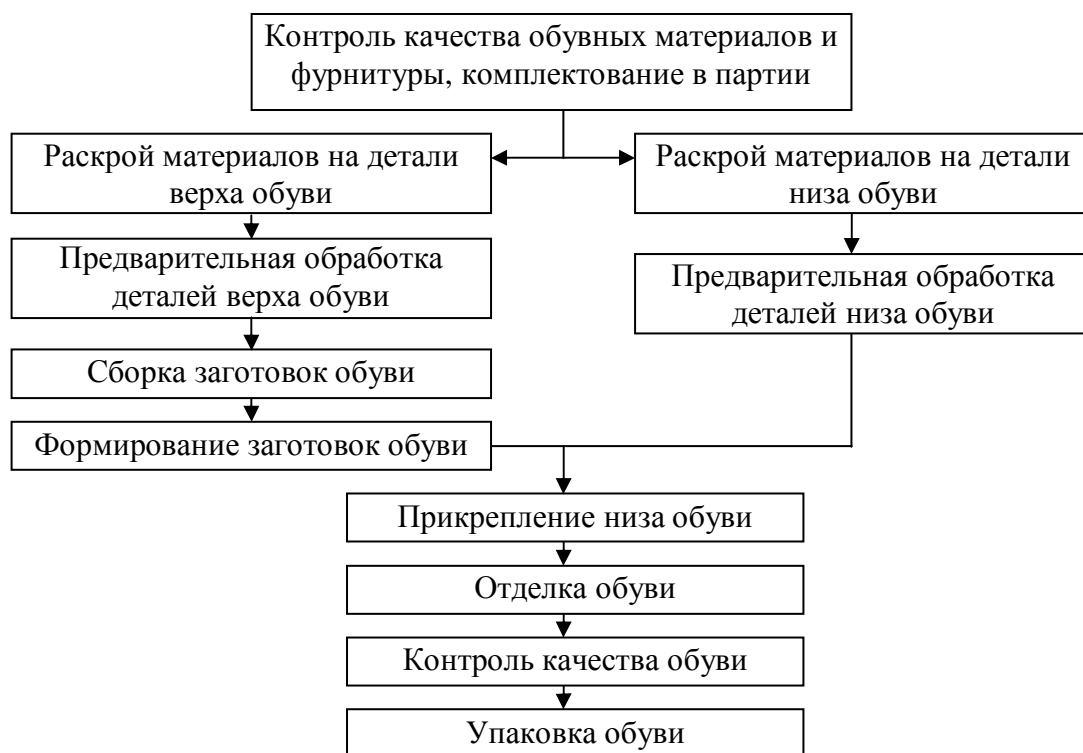 Контроль качества обувных материалов и
фурнитуры, комплектование в партии
Раскрой материалов на детали
верха обуви
Раскрой материалов на детали
низа обуви
Предварительная обработка
деталей верха обуви
Предварительная обработка
деталей низа обуви
Сборка заготовок обуви
Формирование заготовок обуви
Прикрепление низа обуви
Отделка обуви
Контроль качества обуви
Упаковка обуви